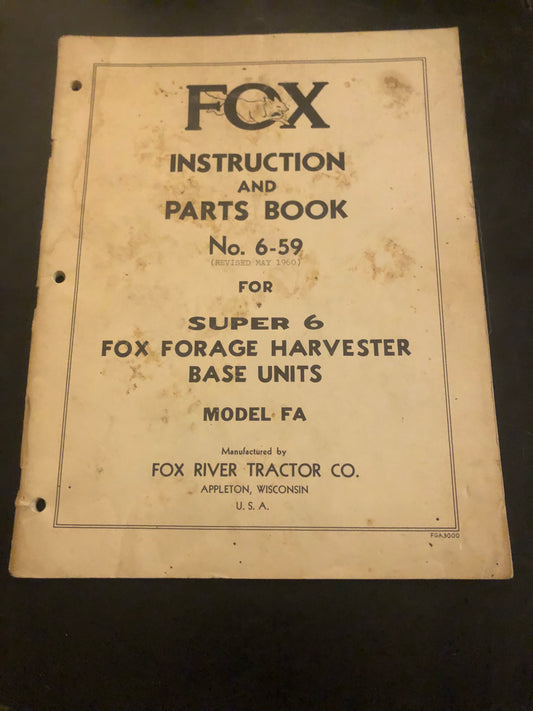 FOX
INSTRUCTION
AND
PARTS BOOK
No. 6-59
(REVISED MAY 1960)
FOR
SUPER 6
FOX FORAGE HARVESTER
BASE UNITS
MODEL FA
Manufactured by
FOX RIVER TRACTOR CO.
APPLETON, WISCONSIN
U. S. A.
FGA3000